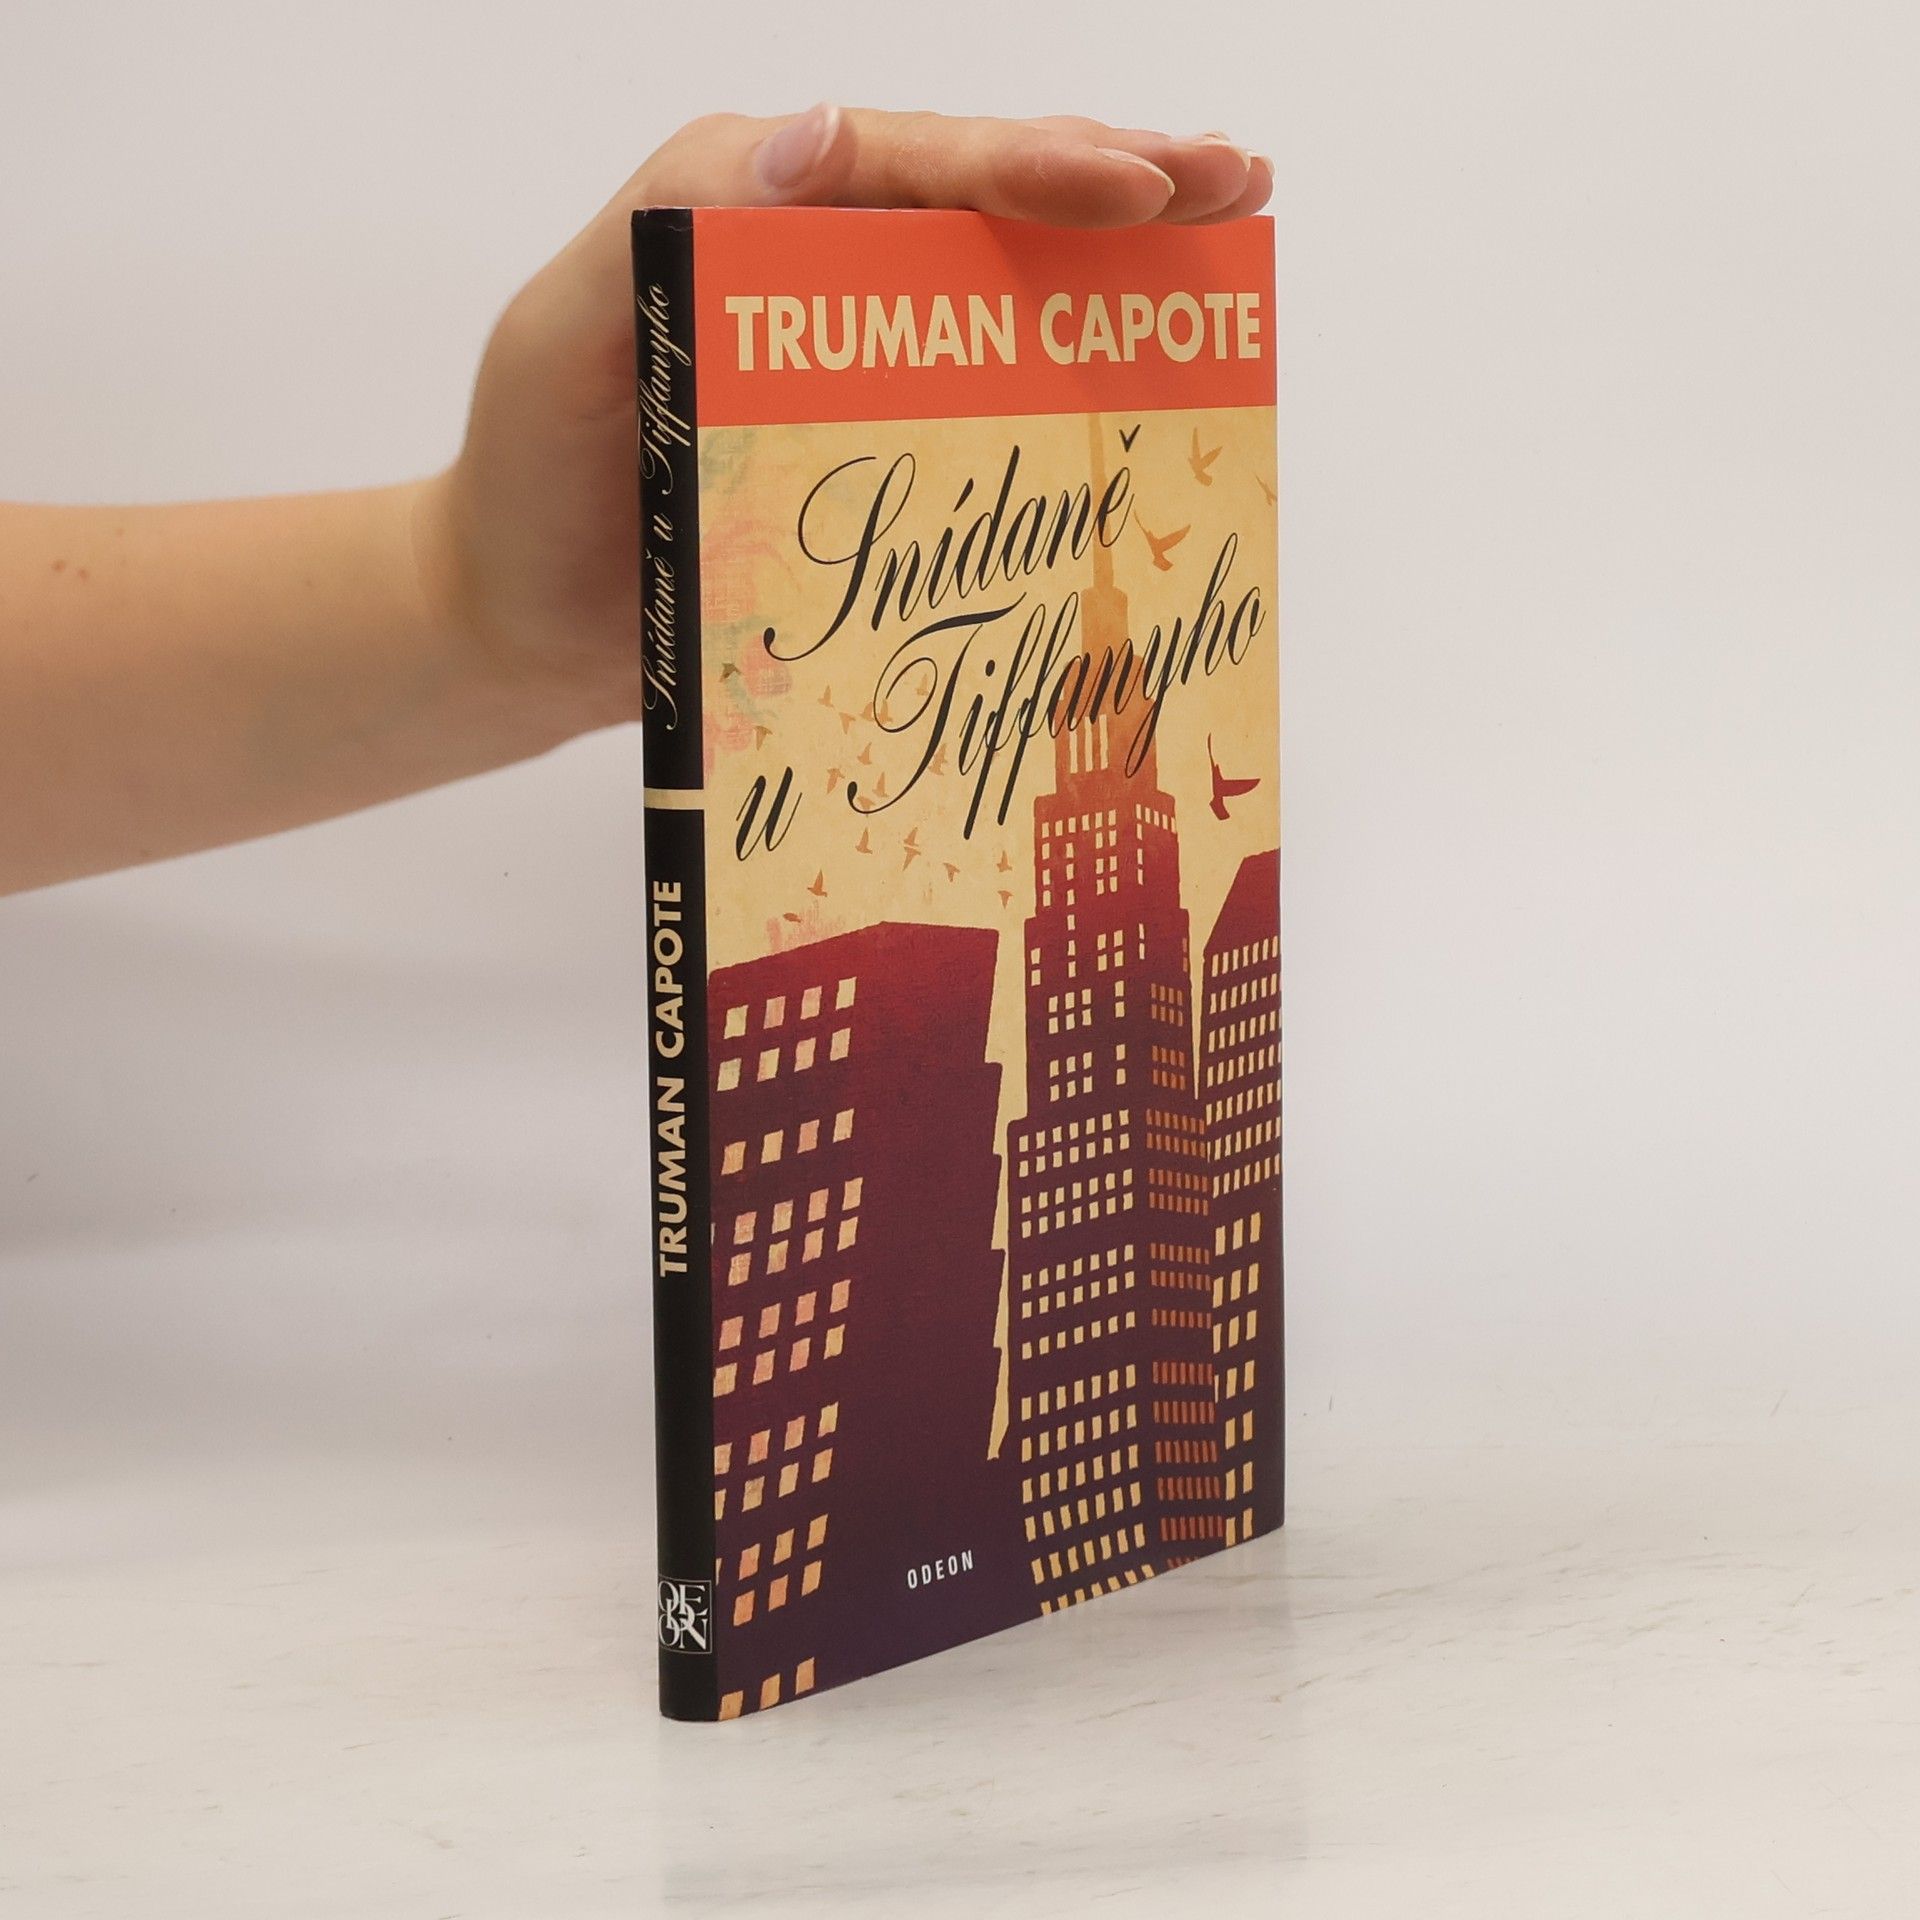 TRUMAN CAPOTE
Snídaně
u Tiffanyho
ODEON
Snídaně u Tiffanyho
TRUMAN CAPOTE
ODEON